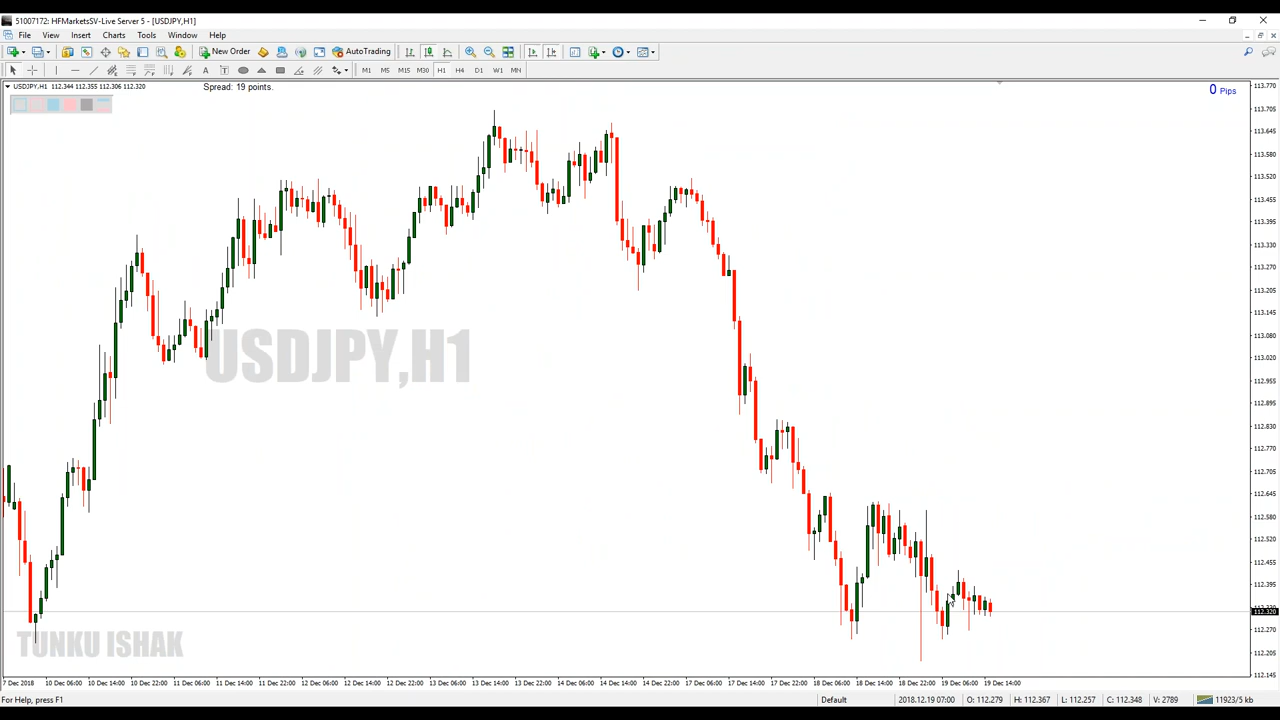 51007172: HFMarketsSV-Live Server 5 - [USDJPY,H1]
File View Insert Charts Tools Window Help
New Order AutoTrading
A T M1 M5 M15 M30 H1 H4 D1 W1 MN
USDJPY,H1 112.344 112.355 112.306 112.320
Spread: 19 points.
0 Pips
113.770
113.705
113.645
113.580
113.520
113.455
113.395
113.330
113.270
113.205
113.145
113.080
113.020
112.955
112.895
112.830
112.770
112.705
112.645
112.580
112.520
112.455
112.395
112.320
112.270
112.205
112.145
USDJPY,H1
TUNKU ISHAK
7 Dec 2018 10 Dec 06:00 10 Dec 14:00 10 Dec 22:00 11 Dec 06:00 11 Dec 14:00 11 Dec 22:00 12 Dec 06:00 12 Dec 14:00 12 Dec 22:00 13 Dec 06:00 13 Dec 14:00 13 Dec 22:00 14 Dec 06:00 14 Dec 14:00 14 Dec 22:00 17 Dec 06:00 17 Dec 14:00 17 Dec 22:00 18 Dec 06:00 18 Dec 14:00 18 Dec 22:00 19 Dec 06:00 19 Dec 14:00
For Help, press F1 Default 2018.12.19 07:00 O: 112.279 H: 112.367 L: 112.257 C: 112.348 V: 2789 11923/5 kb